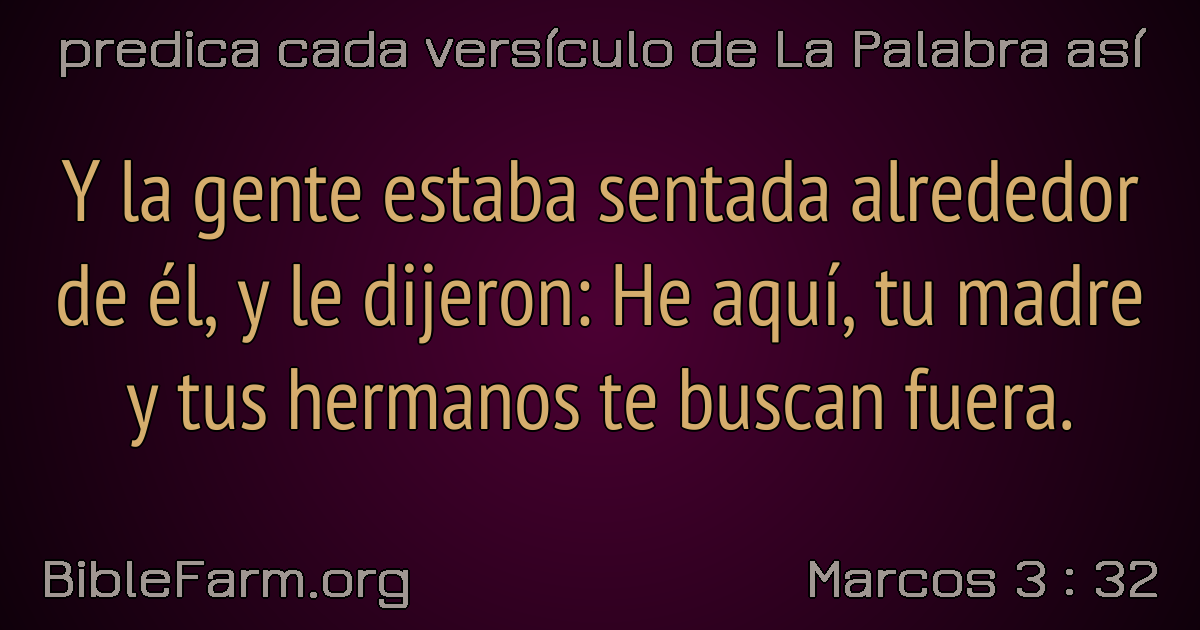 predica cada versículo de La Palabra así
Y la gente estaba sentada alrededor
de él, y le dijeron: He aquí, tu madre
y tus hermanos te buscan fuera.
BibleFarm.org
Marcos 3 : 32